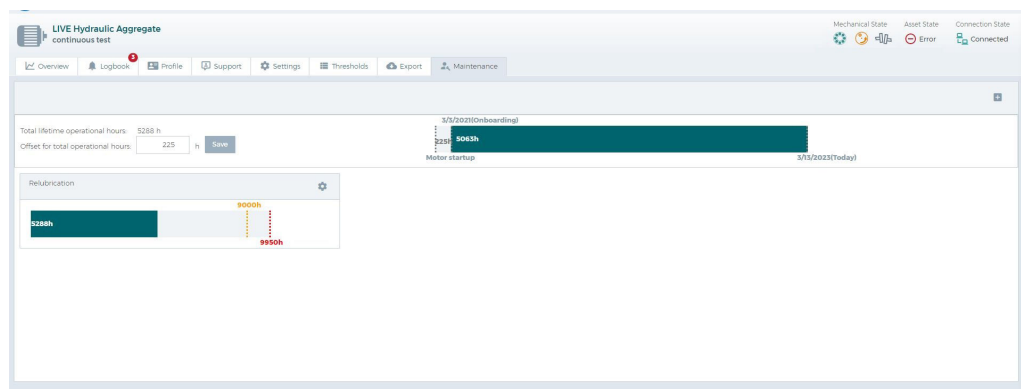 LIVE Hydraulic Aggregate
continuous test
Mechanical State
Asset State
Connection State
Error
Connected
Overview
Logbook
3
Profile
Support
Settings
Thresholds
Export
Maintenance
Total lifetime operational hours: 5288 h
Offset for total operational hours: 225 h Save
3/3/2021(Onboarding)
225h
5063h
Motor startup
3/13/2023(Today)
Relubrication
9000h
5288h
9950h